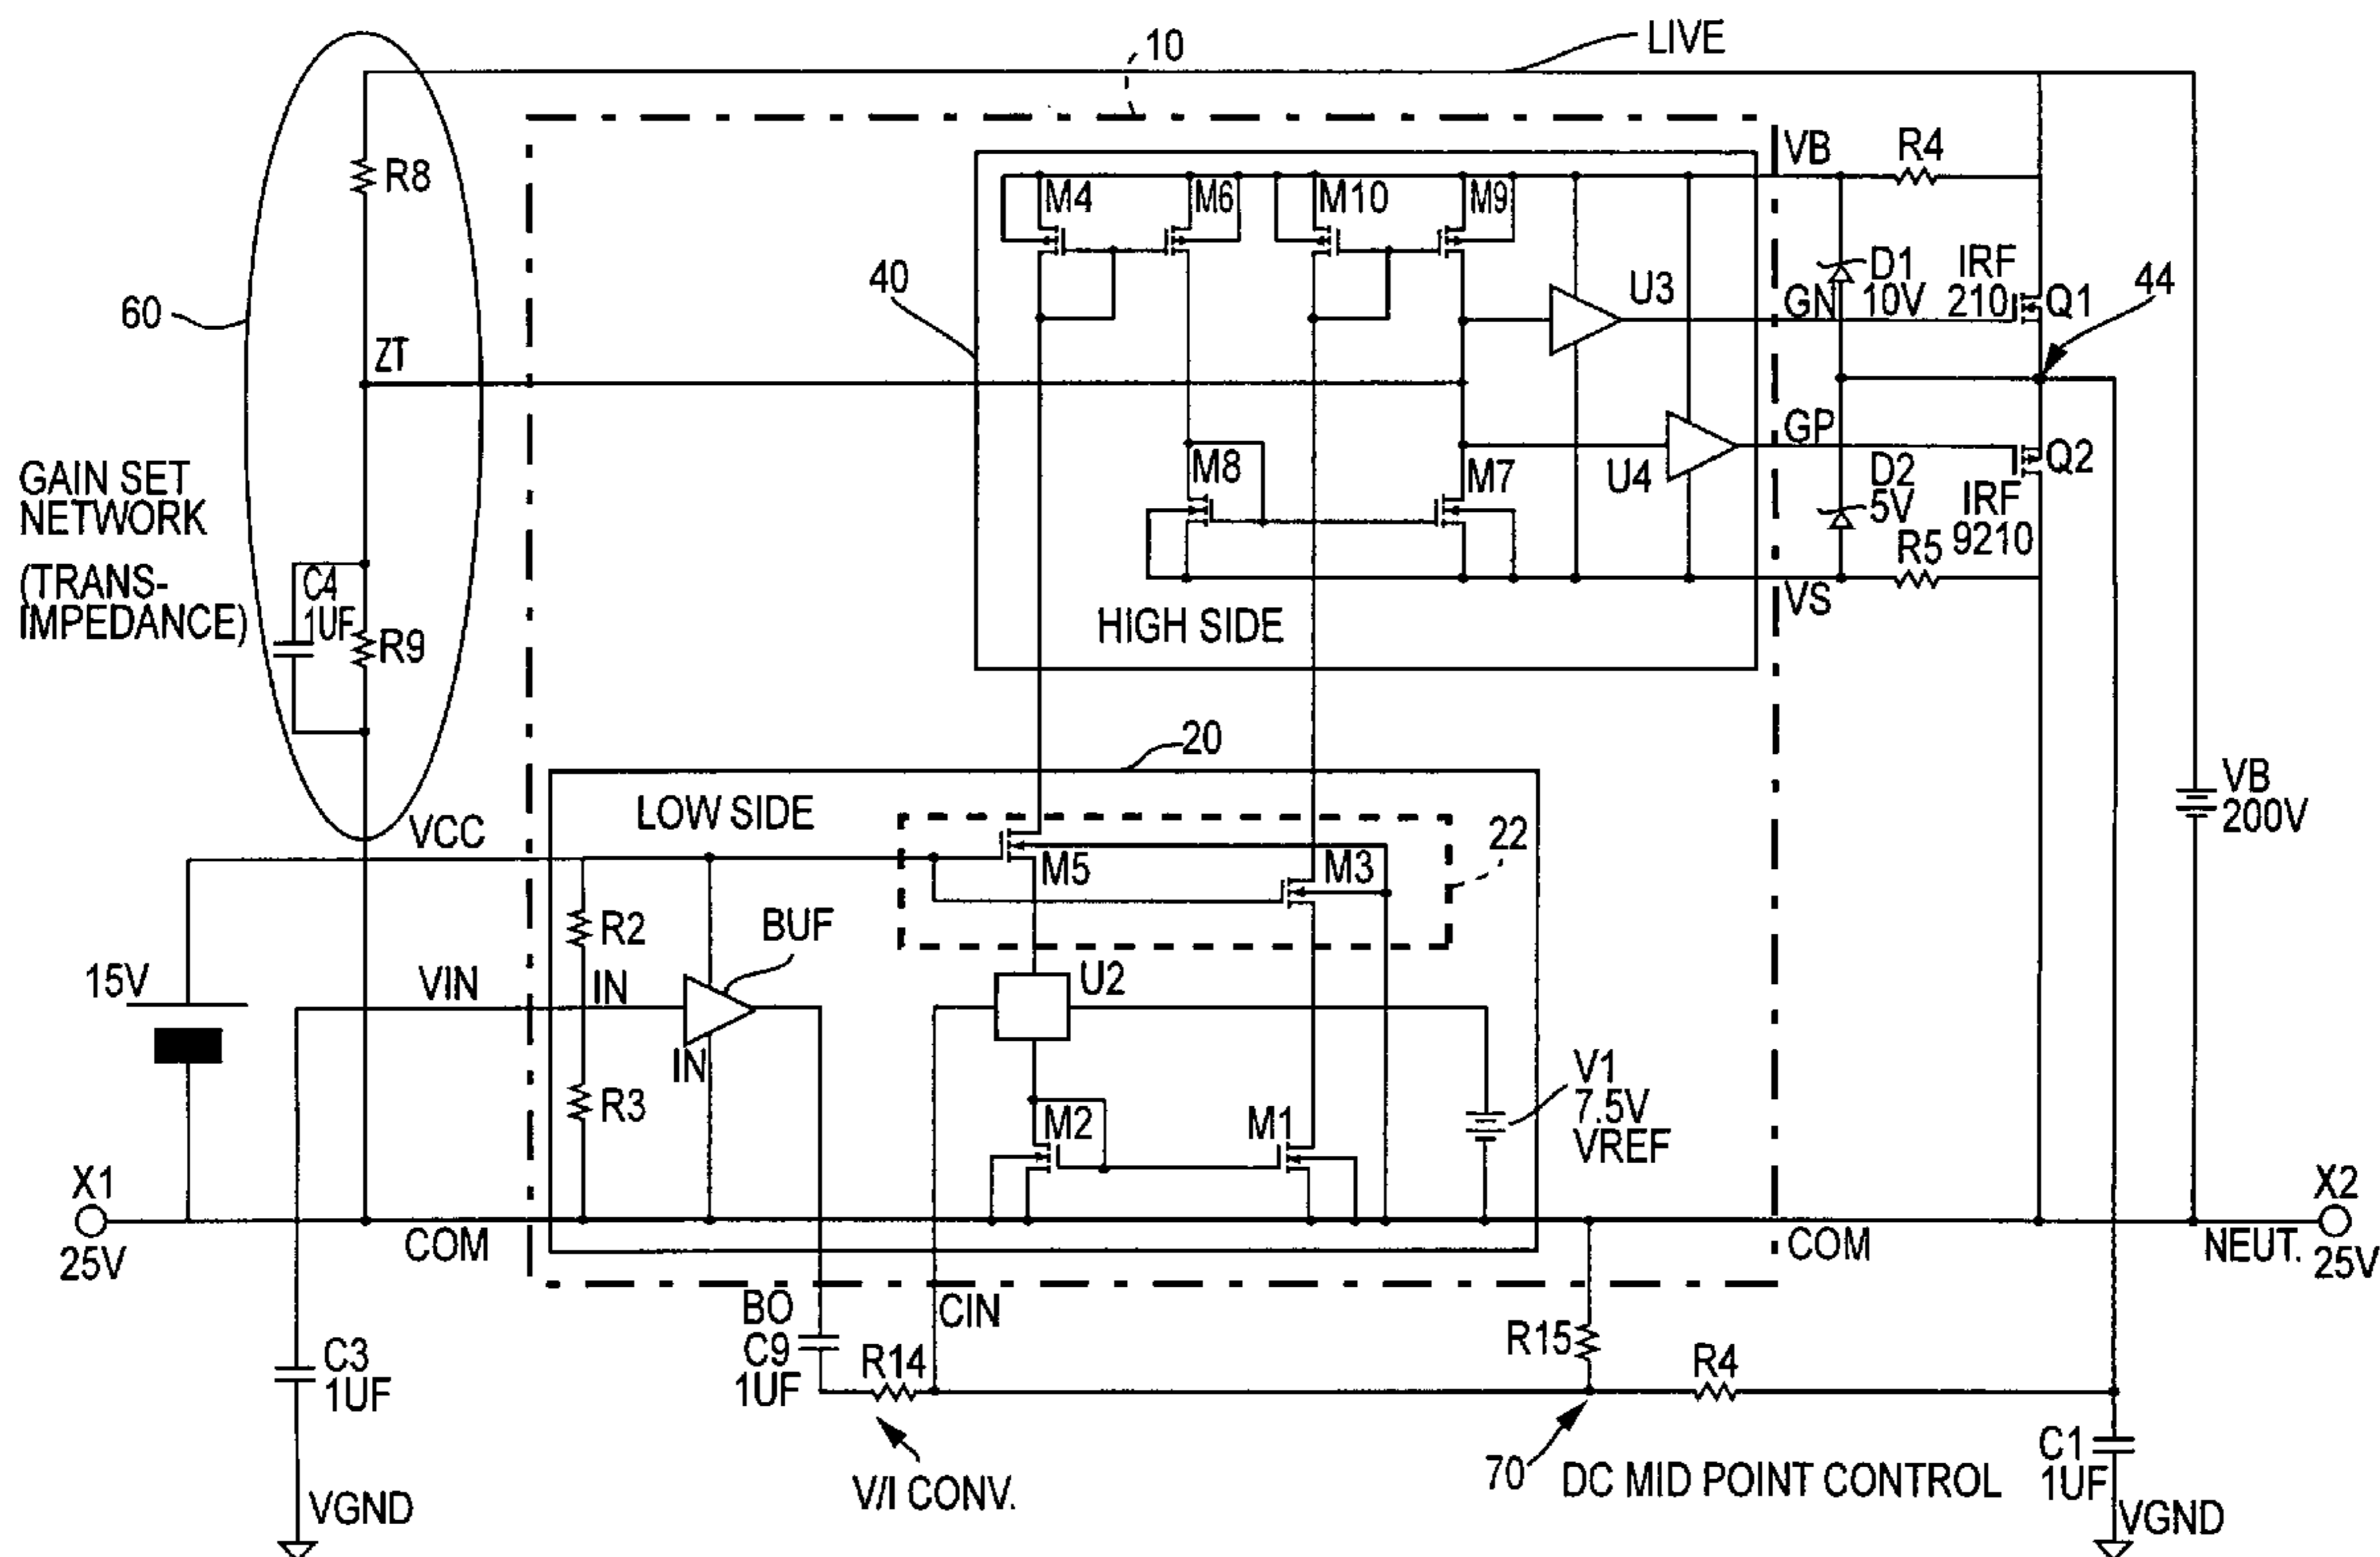 10
LIVE
R8
VB
R4
M4
M6
M10
M9
40
60
U3
D1
10V
IRF
210
Q1
44
GN
ZT
GP
GAIN SET
NETWORK
(TRANS-
IMPEDANCE)
M8
M7
U4
D2
5V
Q2
IRF
9210
R5
C4
1UF
R9
HIGH SIDE
VS
20
VB
200V
VCC
LOW SIDE
22
M5
M3
R2
BUF
15V
VIN
IN
U2
IN
R3
M2
M1
V1
7.5V
VREF
X1
25V
COM
COM
NEUT.
X2
25V
BO
CIN
C9
1UF
R14
R15
R4
C3
1UF
V/I CONV.
70
DC MID POINT CONTROL
C1
1UF
VGND
VGND